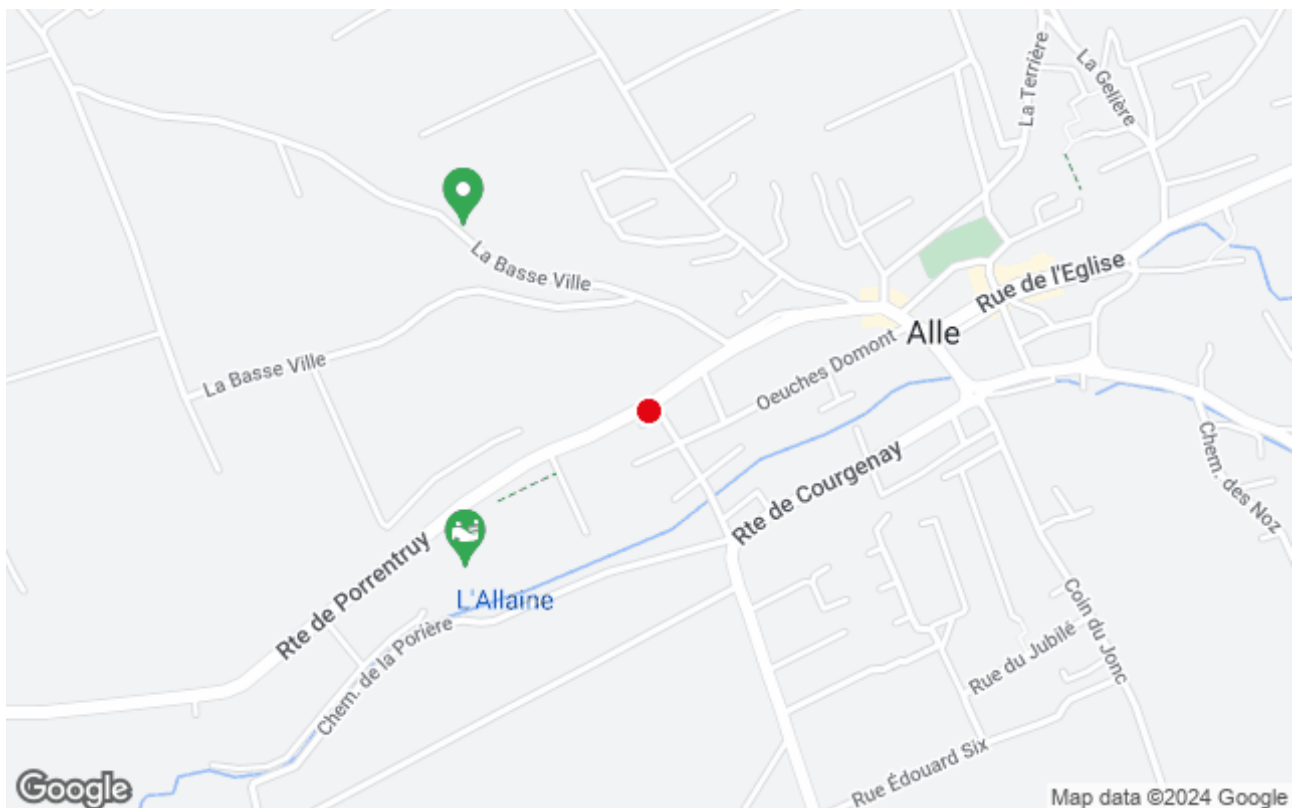 La Terrière
La Gelière
La Basse Ville
Rue de l'Eglise
Alle
La Basse Ville
Oeuches Domont
Rte de Courgenay
Chem. des Noz
Rte de Porrentruy
L'Allaine
Chem. de la Porière
Coin du Jonc
Rue du Jubilé
Rue Édouard Six
Google
Map data ©2024 Google